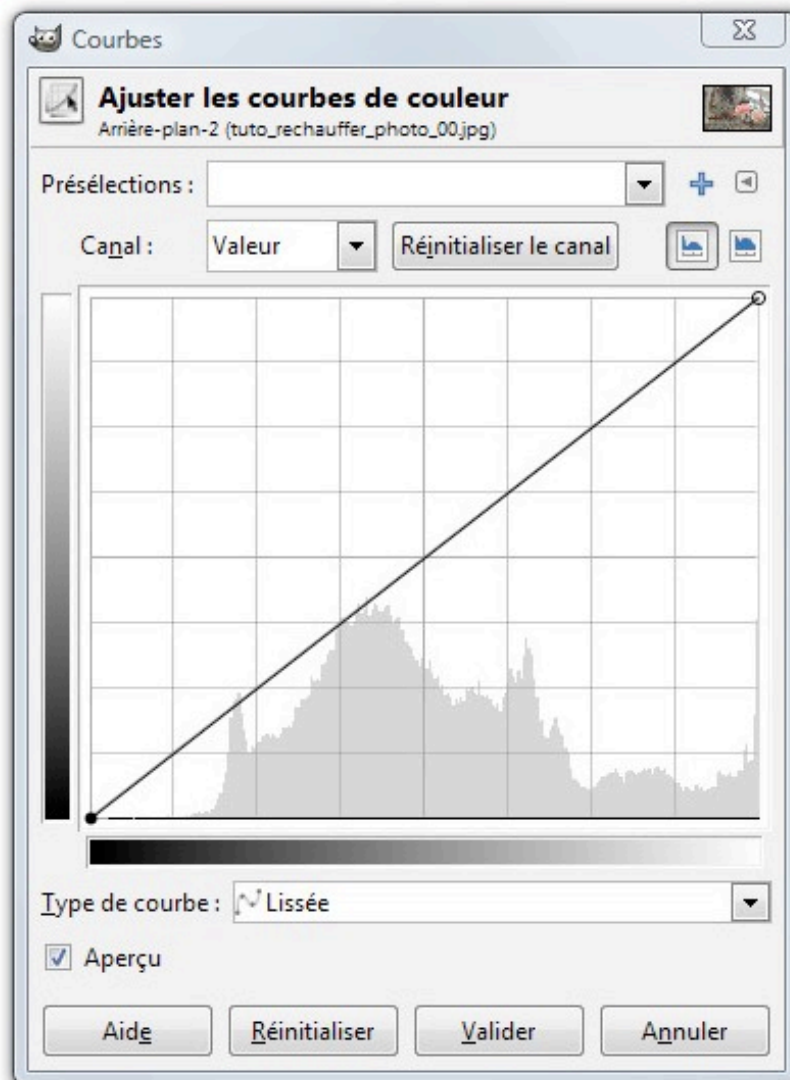 Courbes
Ajuster les courbes de couleur
Arrière-plan-2 (tuto_rechauffer_photo_00.jpg)
Présélections :
Canal : Valeur Réinitialiser le canal
Type de courbe : Lissée
Aperçu
Aide Réinitialiser Valider Annuler